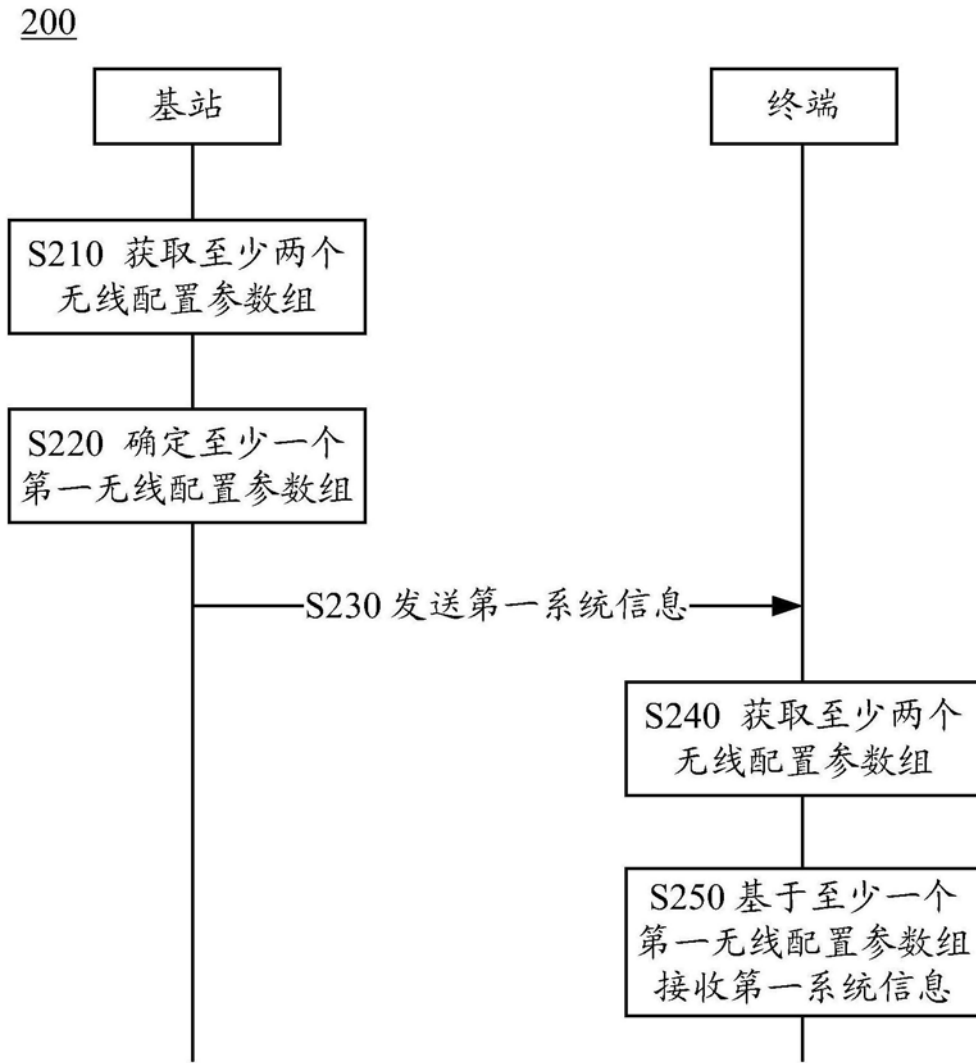 200
基站
终端
S210 获取至少两个
无线配置参数组
S220 确定至少一个
第一无线配置参数组
S230 发送第一系统信息
S240 获取至少两个
无线配置参数组
S250 基于至少一个
第一无线配置参数组
接收第一系统信息